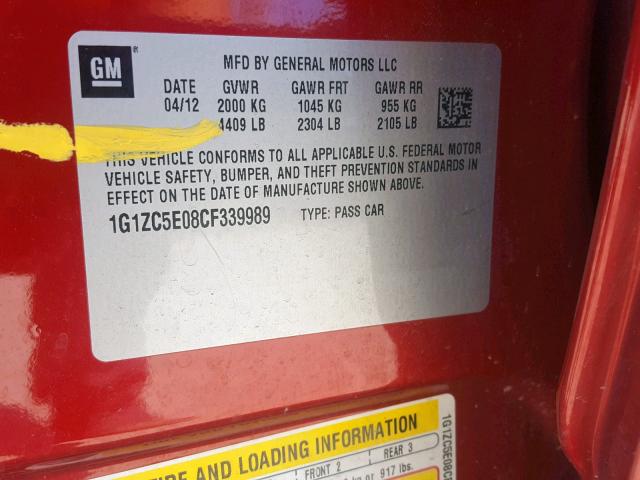 GM
MFD BY GENERAL MOTORS LLC
DATE GVWR GAWR FRT GAWR RR
04/12 2000 KG 1045 KG 955 KG
4409 LB 2304 LB 2105 LB
THIS VEHICLE CONFORMS TO ALL APPLICABLE U.S. FEDERAL MOTOR
VEHICLE SAFETY, BUMPER, AND THEFT PREVENTION STANDARDS IN
EFFECT ON THE DATE OF MANUFACTURE SHOWN ABOVE.
1G1ZC5E08CF339989 TYPE: PASS CAR
AND LOADING INFORMATION
FRONT 2 REAR 3
917 lbs.
1G1ZC5E08C